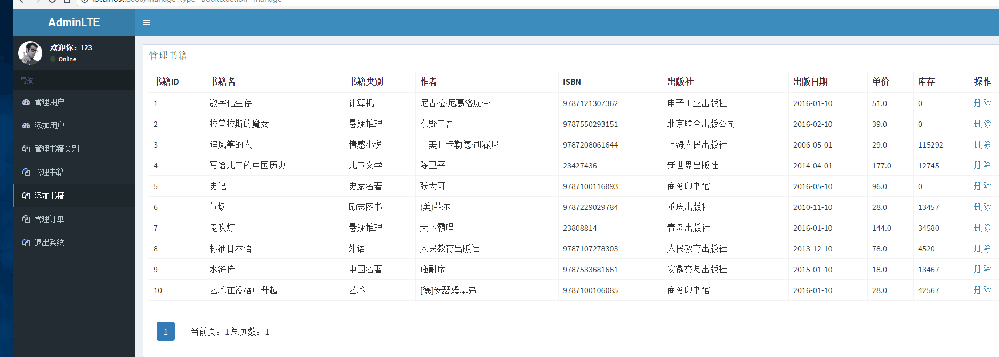 localhost:8080/Manage?type=Book&action=manage
AdminLTE
欢迎你：123
Online
导航
管理用户
添加用户
管理书籍类别
管理书籍
添加书籍
管理订单
退出系统
管理书籍
书籍ID 书籍名 书籍类别 作者 ISBN 出版社 出版日期 单价 库存 操作
1 数字化生存 计算机 尼古拉·尼葛洛庞帝 9787121307362 电子工业出版社 2016-01-10 51.0 0 删除
2 拉普拉斯的魔女 悬疑推理 东野圭吾 9787550293151 北京联合出版公司 2016-02-10 39.0 0 删除
3 追风筝的人 情感小说 ［美］卡勒德·胡赛尼 9787208061644 上海人民出版社 2006-05-01 29.0 115292 删除
4 写给儿童的中国历史 儿童文学 陈卫平 23427436 新世界出版社 2014-04-01 177.0 12745 删除
5 史记 史家名著 张大可 9787100116893 商务印书馆 2016-05-10 96.0 0 删除
6 气场 励志图书 (美)菲尔 9787229029784 重庆出版社 2010-11-10 28.0 13457 删除
7 鬼吹灯 悬疑推理 天下霸唱 23808814 青岛出版社 2016-01-10 144.0 34580 删除
8 标准日本语 外语 人民教育出版社 9787107278303 人民教育出版社 2013-12-10 78.0 4520 删除
9 水浒传 中国名著 施耐庵 9787533681661 安徽交易出版社 2015-01-10 18.0 13467 删除
10 艺术在没落中升起 艺术 [德]安瑟姆基弗 9787100106085 商务印书馆 2016-01-10 28.0 42567 删除
1 当前页：1 总页数：1